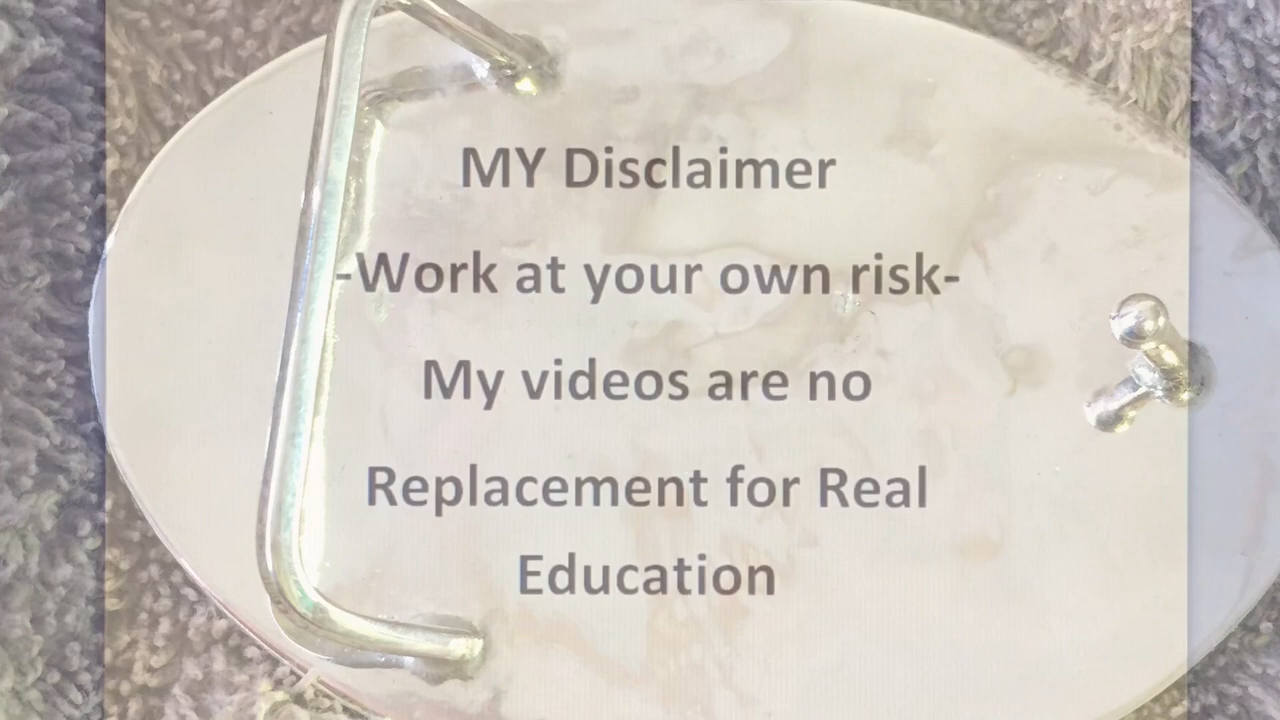 MY Disclaimer
-Work at your own risk-
My videos are no
Replacement for Real
Education